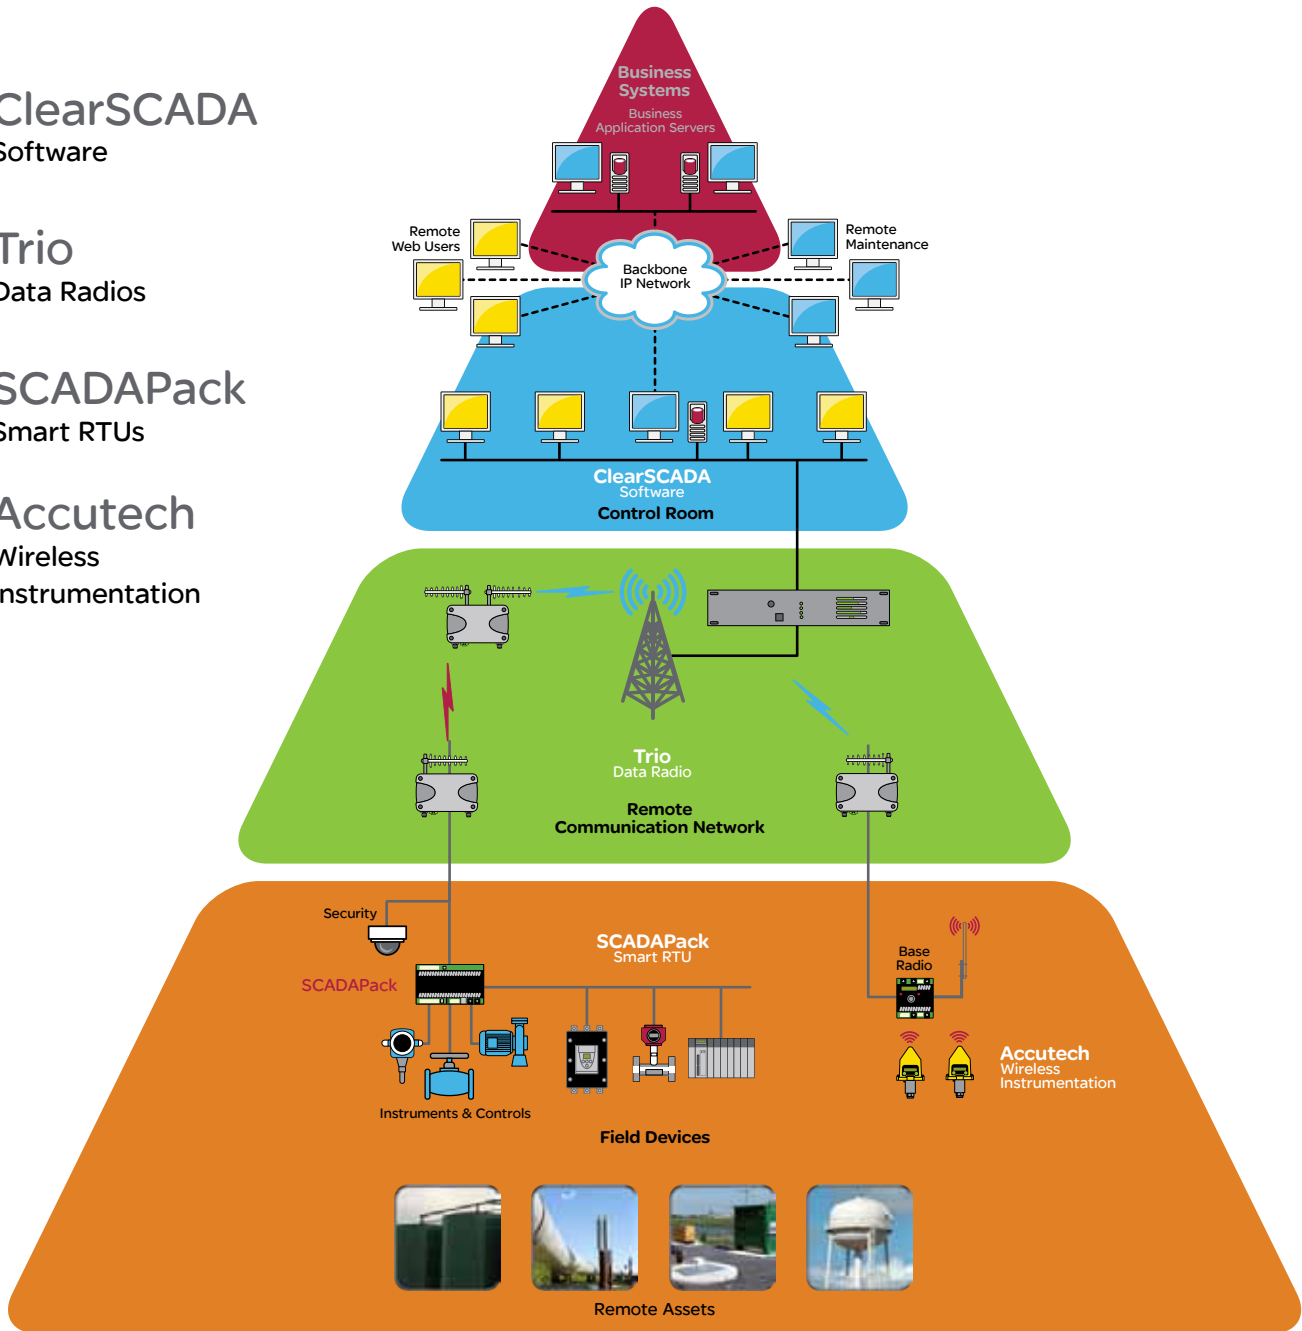 ClearSCADA
Software
Trio
Data Radios
SCADAPack
Smart RTUs
Accutech
Wireless
Instrumentation
Business
Systems
Business
Application Servers
Remote
Web Users
Remote
Maintenance
Backbone
IP Network
ClearSCADA
Software
Control Room
Trio
Data Radio
Remote
Communication Network
Security
SCADAPack
Smart RTU
SCADAPack
Base
Radio
Accutech
Wireless
Instrumentation
Instruments & Controls
Field Devices
Remote Assets